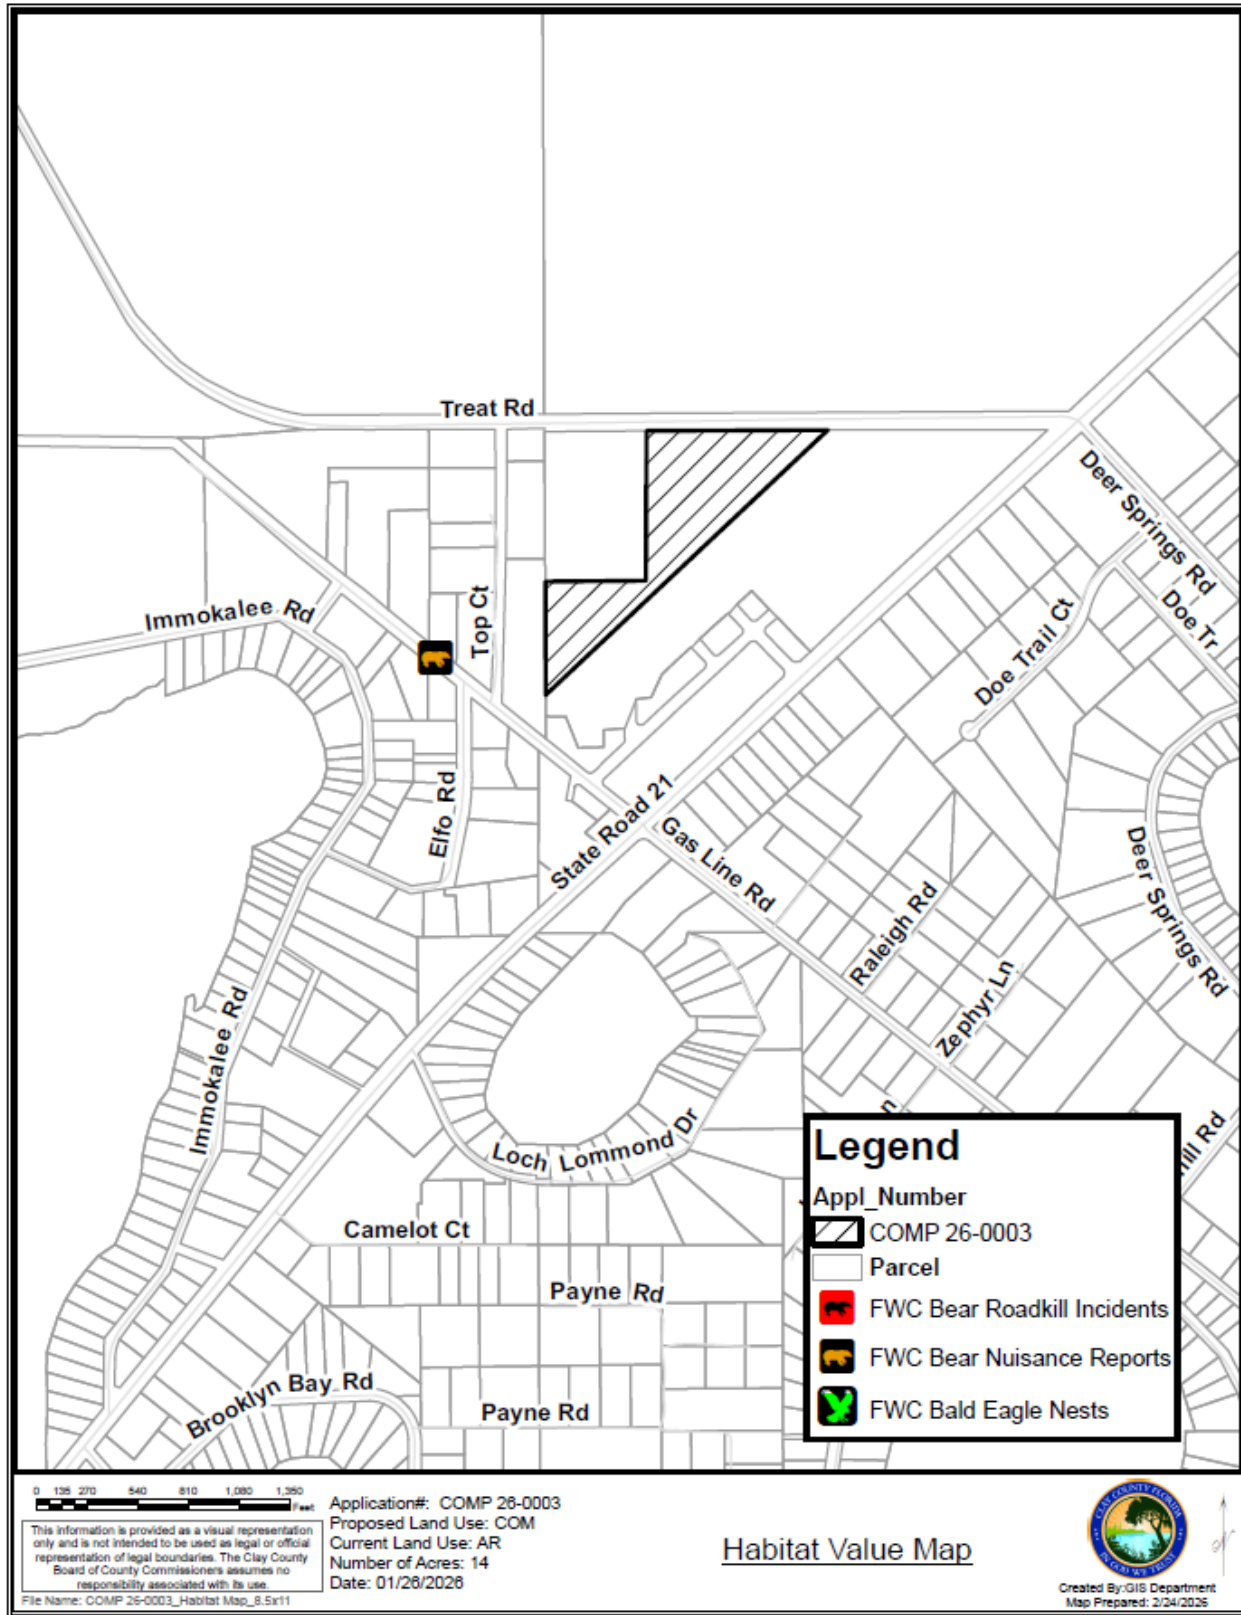 Treat Rd
Deer Springs Rd
Immokalee Rd
Top Ct
Doe Tr
Doe Trail Ct
Elfo Rd
State Road 21
Gas Line Rd
Deer Springs Rd
Raleigh Rd
Zephyr Ln
Immokalee Rd
Loch Lommond Dr
Camelot Ct
Payne Rd
Brooklyn Bay Rd
Payne Rd
Legend
Appl_Number
COMP 26-0003
Parcel
FWC Bear Roadkill Incidents
FWC Bear Nuisance Reports
FWC Bald Eagle Nests
0 135 270 540 810 1,080 1,350
Feet
This information is provided as a visual representation
only and is not intended to be used as legal or official
representation of legal boundaries. The Clay County
Board of County Commissioners assumes no
responsibility associated with its use.
File Name: COMP 26-0003_Habitat Map_8.5x11
Application#: COMP 26-0003
Proposed Land Use: COM
Current Land Use: AR
Number of Acres: 14
Date: 01/26/2026
Habitat Value Map
CLAY COUNTY FLORIDA
IN GOD WE TRUST
N
Created By:GIS Department
Map Prepared: 2/24/2026